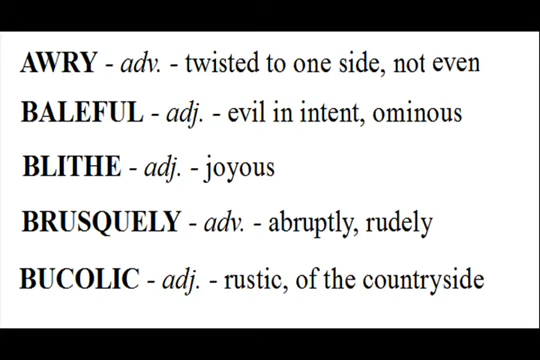 AWRY - adv. - twisted to one side, not even
BALEFUL - adj. - evil in intent, ominous
BLITHE - adj. - joyous
BRUSQUELY - adv. - abruptly, rudely
BUCOLIC - adj. - rustic, of the countryside